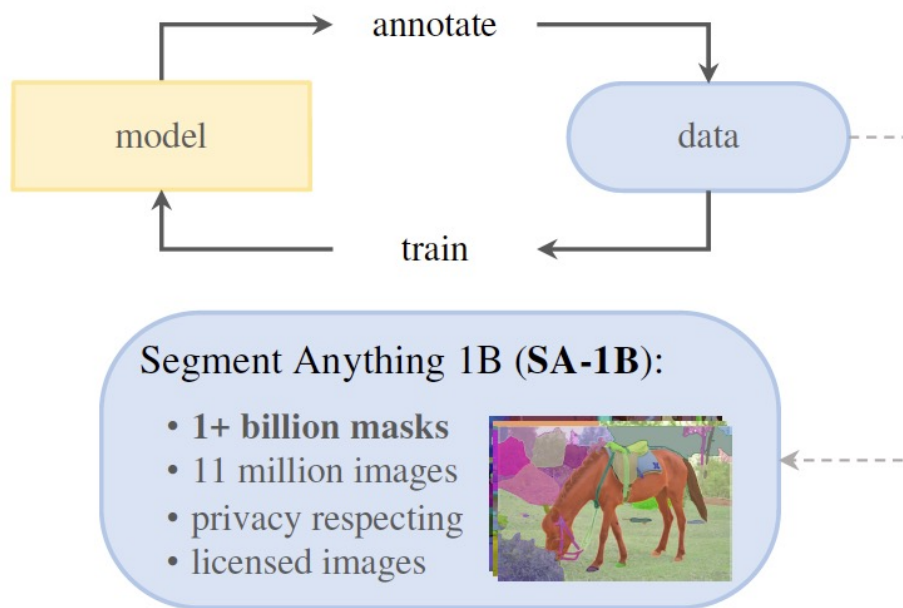 annotate
model
data
train
Segment Anything 1B (SA-1B):
• 1+ billion masks
• 11 million images
• privacy respecting
• licensed images